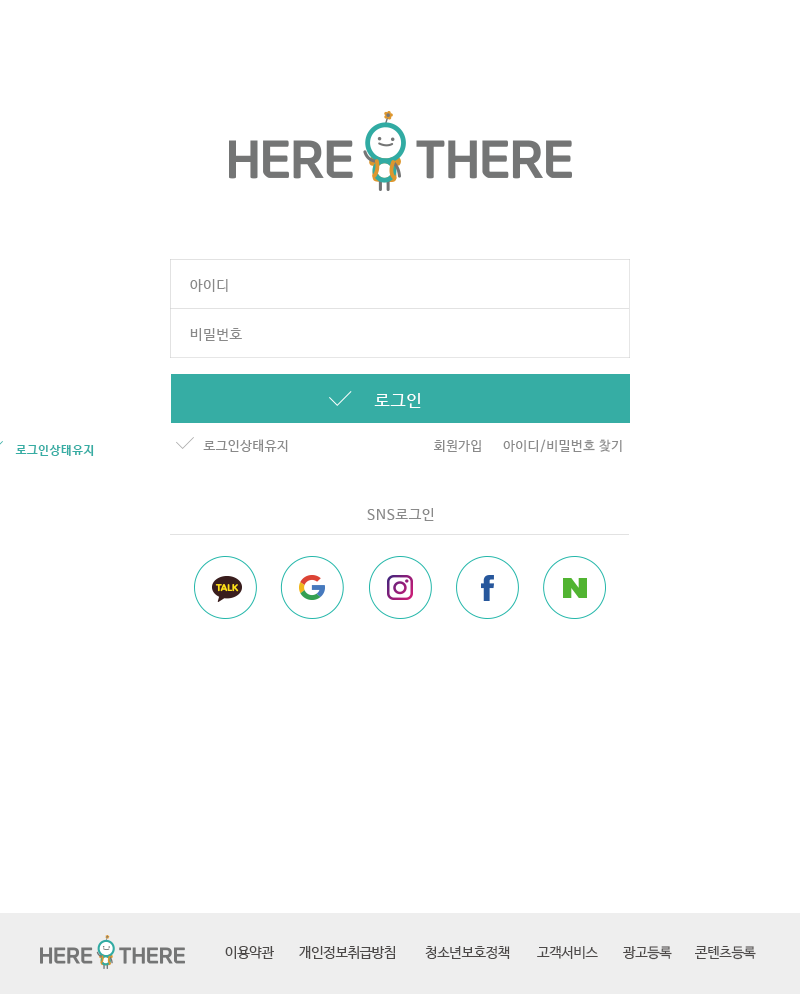 HERE THERE
아이디
비밀번호
로그인
로그인상태유지
로그인상태유지 회원가입 아이디/비밀번호 찾기
SNS로그인
TALK G f N
HERE THERE 이용약관 개인정보취급방침 청소년보호정책 고객서비스 광고등록 콘텐츠등록